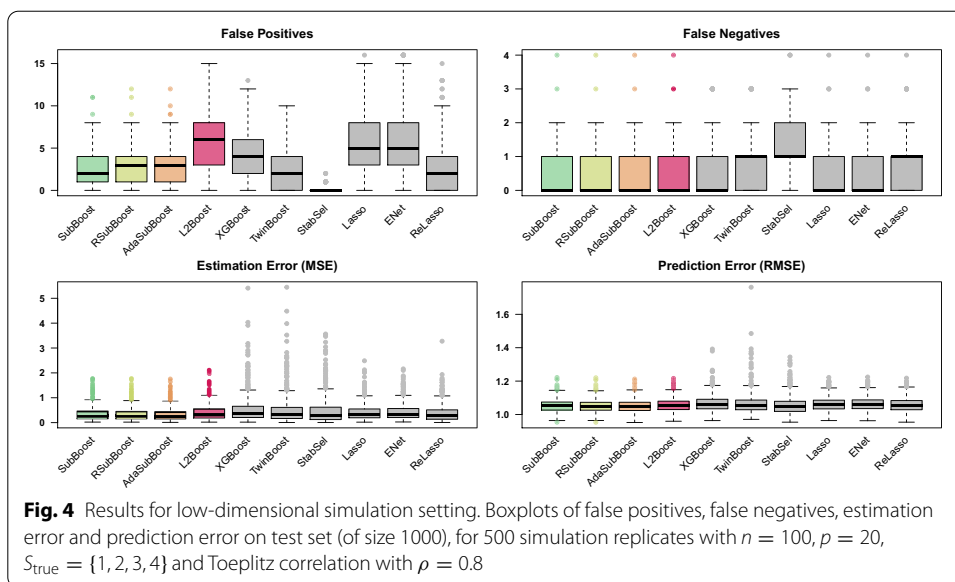 False Positives
15
10
5
0
SubBoost
RSubBoost
AdaSubBoost
L2Boost
XGBoost
TwinBoost
StabSel
Lasso
ENet
ReLasso
False Negatives
4
3
2
1
0
SubBoost
RSubBoost
AdaSubBoost
L2Boost
XGBoost
TwinBoost
StabSel
Lasso
ENet
ReLasso
Estimation Error (MSE)
5
4
3
2
1
0
SubBoost
RSubBoost
AdaSubBoost
L2Boost
XGBoost
TwinBoost
StabSel
Lasso
ENet
ReLasso
Prediction Error (RMSE)
1.6
1.4
1.2
1.0
SubBoost
RSubBoost
AdaSubBoost
L2Boost
XGBoost
TwinBoost
StabSel
Lasso
ENet
ReLasso
Fig. 4 Results for low-dimensional simulation setting. Boxplots of false positives, false negatives, estimation
error and prediction error on test set (of size 1000), for 500 simulation replicates with n = 100, p = 20,
S_true = {1, 2, 3, 4} and Toeplitz correlation with ρ = 0.8